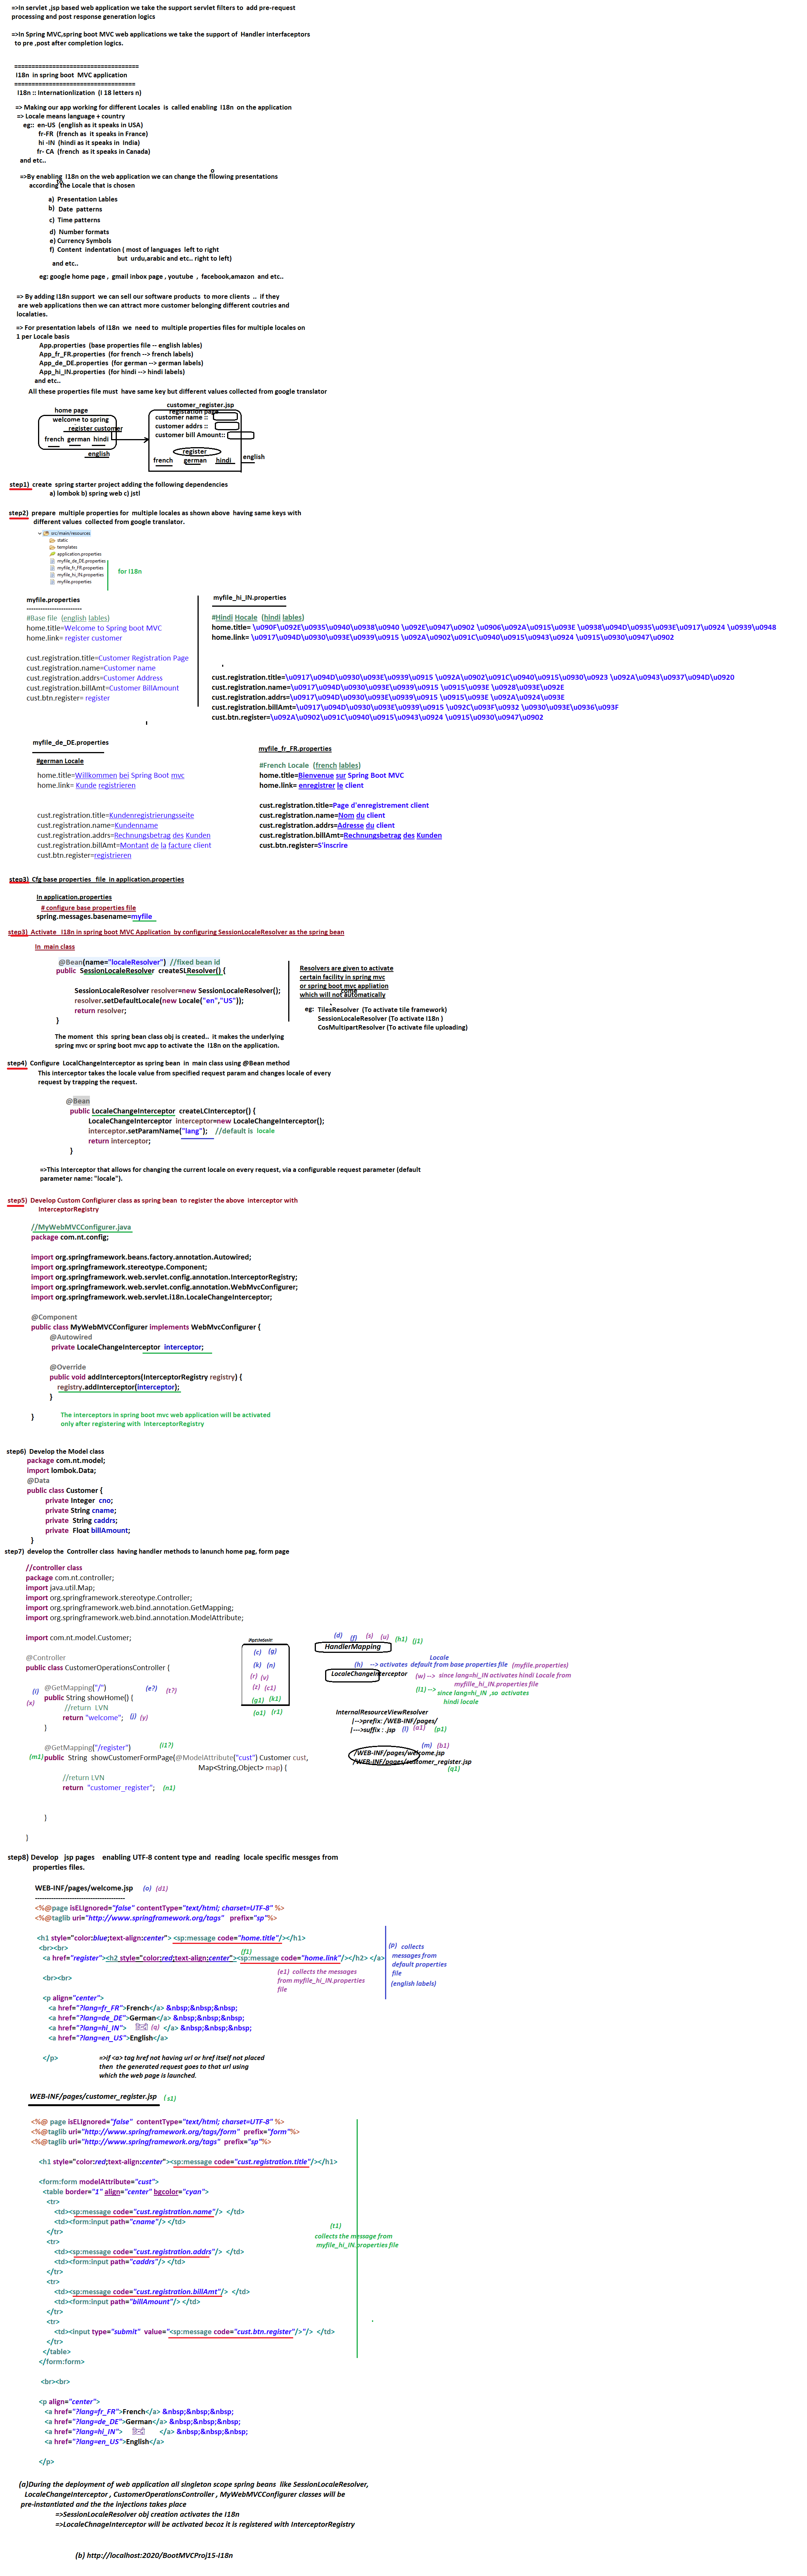 =>In servlet ,jsp based web application we take the support servlet filters to add pre-request
processing and post response generation logics
=>In Spring MVC,spring boot MVC web applications we take the support of Handler interfaceptors
to pre ,post after completion logics.
====================================
I18n in spring boot MVC application
====================================
I18n :: Internationlization (I 18 letters n)
=> Making our app working for different Locales is called enabling I18n on the application
=> Locale means language + country
eg:: en-US (english as it speaks in USA)
fr-FR (french as it speaks in France)
hi -IN (hindi as it speaks in India)
fr- CA (french as it speaks in Canada)
and etc..
=>By enabling I18n on the web application we can change the fllowing presentations
o
to
according the Locale that is chosen
a) Presentation Lables
b) Date patterns
c) Time patterns
d) Number formats
e) Currency Symbols
f) Content indentation ( most of languages left to right
but urdu,arabic and etc.. right to left)
and etc..
eg: google home page , gmail inbox page , youtube , facebook,amazon and etc..
=> By adding I18n support we can sell our software products to more clients .. if they
are web applications then we can attract more customer belonging different coutries and
localaties.
=> For presentation labels of I18n we need to multiple properties files for multiple locales on
1 per Locale basis
App.properties (base properties file -- english lables)
App_fr_FR.properties (for french --> french labels)
App_de_DE.properties (for german --> german labels)
App_hi_IN.properties (for hindi --> hindi labels)
and etc..
All these properties file must have same key but different values collected from google translator
home page
welcome to spring
register customer
french german hindi
english
customer_register.jsp
registration page
customer name ::
customer addrs ::
customer bill Amount::
register
french german hindi
english
step1) create spring starter project adding the following dependencies
a) lombok b) spring web c) jstl
step2) prepare multiple properties for multiple locales as shown above having same keys with
different values collected from google translator.
src/main/resources
static
templates
application.properties
myfile_de_DE.properties
myfile_fr_FR.properties
myfile_hi_IN.properties
myfile.properties
for I18n
myfile.properties
------------------------
#Base file (english lables)
home.title=Welcome to Spring boot MVC
home.link= register customer
cust.registration.title=Customer Registration Page
cust.registration.name=Customer name
cust.registration.addrs=Customer Address
cust.registration.billAmt=Customer BillAmount
cust.btn.register= register
myfile_hi_IN.properties
#Hindi Hocale (hindi lables)
home.title= \u090F\u092E\u0935\u0940\u0938\u0940 \u092E\u0947\u0902 \u0906\u092A\u0915\u093E \u0938\u094D\u0935\u093E\u0917\u0924 \u0939\u0948
home.link= \u0917\u094D\u0930\u093E\u0939\u0915 \u092A\u0902\u091C\u0940\u0915\u0943\u0924 \u0915\u0930\u0947\u0902
cust.registration.title=\u0917\u094D\u0930\u093E\u0939\u0915 \u092A\u0902\u091C\u0940\u0915\u0930\u0923 \u092A\u0943\u0937\u094D\u0920
cust.registration.name=\u0917\u094D\u0930\u093E\u0939\u0915 \u0915\u093E \u0928\u093E\u092E
cust.registration.addrs=\u0917\u094D\u0930\u093E\u0939\u0915 \u0915\u093E \u092A\u0924\u093E
cust.registration.billAmt=\u0917\u094D\u0930\u093E\u0939\u0915 \u092C\u093F\u0932 \u0930\u093E\u0936\u093F
cust.btn.register=\u092A\u0902\u091C\u0940\u0915\u0943\u0924 \u0915\u0930\u0947\u0902
myfile_de_DE.properties
#german Locale
home.title=Willkommen bei Spring Boot mvc
home.link= Kunde registrieren
cust.registration.title=Kundenregistrierungsseite
cust.registration.name=Kundenname
cust.registration.addrs=Rechnungsbetrag des Kunden
cust.registration.billAmt=Montant de la facture client
cust.btn.register=registrieren
myfile_fr_FR.properties
#French Locale (french lables)
home.title=Bienvenue sur Spring Boot MVC
home.link= enregistrer le client
cust.registration.title=Page d'enregistrement client
cust.registration.name=Nom du client
cust.registration.addrs=Adresse du client
cust.registration.billAmt=Rechnungsbetrag des Kunden
cust.btn.register=S'inscrire
step3) Cfg base properties file in application.properties
In application.properties
# configure base properties file
spring.messages.basename=myfile
step3) Activate I18n in spring boot MVC Application by configuring SessionLocaleResolver as the spring bean
In main class
@Bean(name="localeResolver") //fixed bean id
public SessionLocaleResolver createSLResolver() {
SessionLocaleResolver resolver=new SessionLocaleResolver();
resolver.setDefaultLocale(new Locale("en","US"));
return resolver;
}
Resolvers are given to activate
certain facility in spring mvc
or spring boot mvc appliation
which will not automatically
come
eg: TilesResolver (To activate tile framework)
SessionLocaleResolver (To activate I18n )
CosMultipartResolver (To activate file uploading)
The moment this spring bean class obj is created.. it makes the underlying
spring mvc or spring boot mvc app to activate the I18n on the application.
step4) Configure LocalChangeInterceptor as spring bean in main class using @Bean method
This interceptor takes the locale value from specified request param and changes locale of every
request by trapping the request.
@Bean
public LocaleChangeInterceptor createLCInterceptor() {
LocaleChangeInterceptor interceptor=new LocaleChangeInterceptor();
interceptor.setParamName("lang"); //default is locale
return interceptor;
}
=>This Interceptor that allows for changing the current locale on every request, via a configurable request parameter (default
parameter name: "locale").
step5) Develop Custom Configiurer class as spring bean to register the above interceptor with
InterceptorRegistry
//MyWebMVCConfigurer.java
package com.nt.config;
import org.springframework.beans.factory.annotation.Autowired;
import org.springframework.stereotype.Component;
import org.springframework.web.servlet.config.annotation.InterceptorRegistry;
import org.springframework.web.servlet.config.annotation.WebMvcConfigurer;
import org.springframework.web.servlet.i18n.LocaleChangeInterceptor;
@Component
public class MyWebMVCConfigurer implements WebMvcConfigurer {
@Autowired
private LocaleChangeInterceptor interceptor;
@Override
public void addInterceptors(InterceptorRegistry registry) {
registry.addInterceptor(interceptor);
}
}
The interceptors in spring boot mvc web application will be activated
only after registering with InterceptorRegistry
step6) Develop the Model class
package com.nt.model;
import lombok.Data;
@Data
public class Customer {
private Integer cno;
private String cname;
private String caddrs;
private Float billAmount;
}
step7) develop the Controller class having handler methods to lanunch home pag, form page
//controller class
package com.nt.controller;
import java.util.Map;
import org.springframework.stereotype.Controller;
import org.springframework.web.bind.annotation.GetMapping;
import org.springframework.web.bind.annotation.ModelAttribute;
import com.nt.model.Customer;
@Controller
public class CustomerOperationsController {
@GetMapping("/") (e?) (t?)
(i) public String showHome() {
(x) //return LVN
return "welcome"; (j) (y)
}
@GetMapping("/register") (i1?)
(m1) public String showCustomerFormPage(@ModelAttribute("cust") Customer cust,
Map<String,Object> map) {
//return LVN
return "customer_register"; (n1)
}
}
(c) (g)
(k) (n)
(r) (v)
(z) (c1)
(g1) (k1)
(o1) (r1)
(d) (f) (s) (u) (h1) (j1)
HandlerMapping
Locale
(h) --> activates default from base properties file (myfile.properties)
LocaleChangeInterceptor
(w) --> since lang=hi_IN activates hindi Locale from
myfille_hi_IN.properties file
(l1) --> since lang=hi_IN ,so activates
hindi locale
InternalResourceViewResolver
|-->prefix: /WEB-INF/pages/
|--->suffix : .jsp (l) (a1) (p1)
(m) (b1)
/WEB-INF/pages/welcome.jsp
/WEB-INF/pages/customer_register.jsp
(q1)
step8) Develop jsp pages enabling UTF-8 content type and reading locale specific messges from
properties files.
WEB-INF/pages/welcome.jsp (o) (d1)
---------------------------------------
<%@page isELIgnored="false" contentType="text/html; charset=UTF-8" %>
<%@taglib uri="http://www.springframework.org/tags" prefix="sp"%>
<h1 style="color:blue;text-align:center"> <sp:message code="home.title"/></h1>
<br><br>
(f1)
<a href="register"><h2 style="color:red;text-align:center"><sp:message code="home.link"/></h2> </a>
(p) collects
messages from
default properties
file
(english labels)
(e1) collects the messages
from myfile_hi_IN.properties
file
<br><br>
<p align="center">
<a href="?lang=fr_FR">French</a> &nbsp;&nbsp;&nbsp;
<a href="?lang=de_DE">German</a> &nbsp;&nbsp;&nbsp;
<a href="?lang=hi_IN"> हिन्दी (q) </a> &nbsp;&nbsp;&nbsp;
<a href="?lang=en_US">English</a>
</p>
=>if <a> tag href not having url or href itself not placed
then the generated request goes to that url using
which the web page is launched.
WEB-INF/pages/customer_register.jsp ( s1)
<%@ page isELIgnored="false" contentType="text/html; charset=UTF-8" %>
<%@taglib uri="http://www.springframework.org/tags/form" prefix="form"%>
<%@taglib uri="http://www.springframework.org/tags" prefix="sp"%>
<h1 style="color:red;text-align:center"><sp:message code="cust.registration.title"/></h1>
<form:form modelAttribute="cust">
<table border="1" align="center" bgcolor="cyan">
<tr>
<td><sp:message code="cust.registration.name"/> </td>
<td><form:input path="cname"/> </td>
</tr>
<tr>
<td><sp:message code="cust.registration.addrs"/> </td>
<td><form:input path="caddrs"/> </td>
</tr>
<tr>
<td><sp:message code="cust.registration.billAmt"/> </td>
<td><form:input path="billAmount"/> </td>
</tr>
<tr>
<td><input type="submit" value="<sp:message code="cust.btn.register"/>"/> </td>
</tr>
</table>
</form:form>
(t1)
collects the message from
myfile_hi_IN.properties file
<br><br>
<p align="center">
<a href="?lang=fr_FR">French</a> &nbsp;&nbsp;&nbsp;
<a href="?lang=de_DE">German</a> &nbsp;&nbsp;&nbsp;
<a href="?lang=hi_IN"> हिन्दी </a> &nbsp;&nbsp;&nbsp;
<a href="?lang=en_US">English</a>
</p>
(a)During the deployment of web application all singleton scope spring beans like SessionLocaleResolver,
LocaleChangeInterceptor , CustomerOperationsController , MyWebMVCConfigurer classes will be
pre-instantiated and the the injections takes place
=>SessionLocaleResolver obj creation activates the I18n
=>LocaleChnageInterceptor will be activated becoz it is registered with InterceptorRegistry
(b) http://localhost:2020/BootMVCProj15-I18n